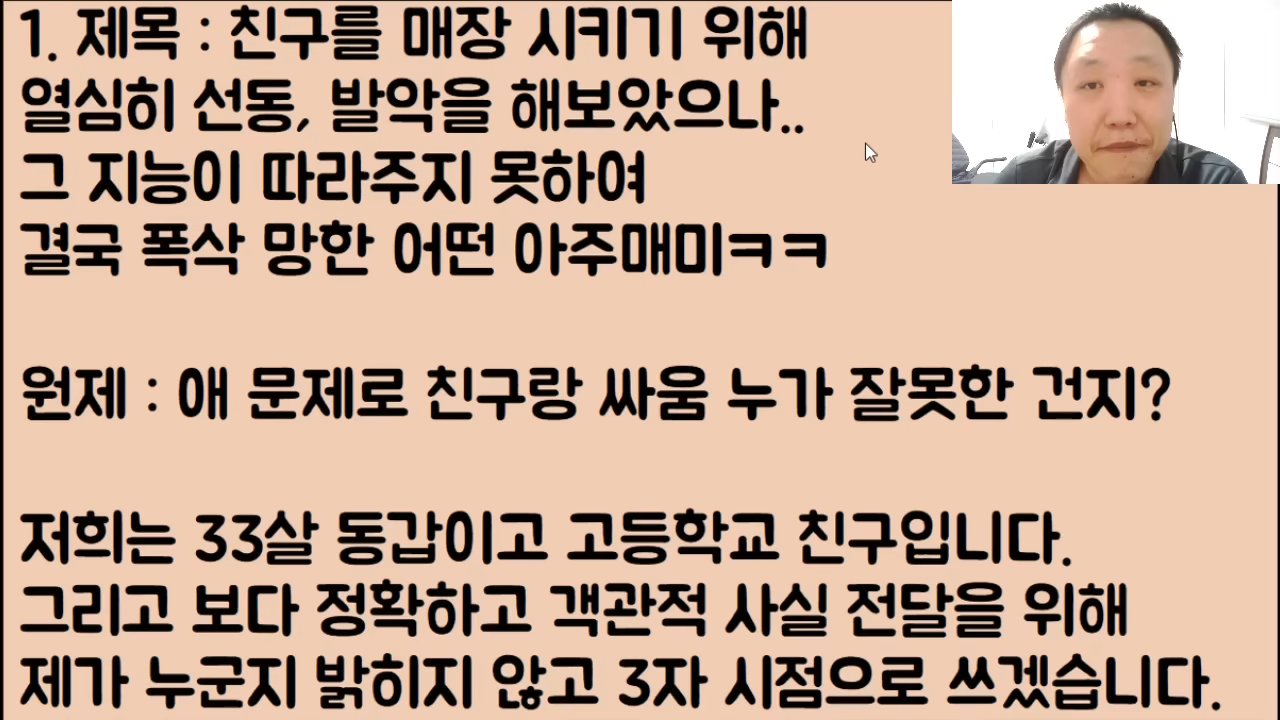 1. 제목 : 친구를 매장 시키기 위해
열심히 선동, 발악을 해보았으나..
그 지능이 따라주지 못하여
결국 폭삭 망한 어떤 아주매미ㅋㅋ
원제 : 애 문제로 친구랑 싸움 누가 잘못한 건지?
저희는 33살 동갑이고 고등학교 친구입니다.
그리고 보다 정확하고 객관적 사실 전달을 위해
제가 누군지 밝히지 않고 3자 시점으로 쓰겠습니다.